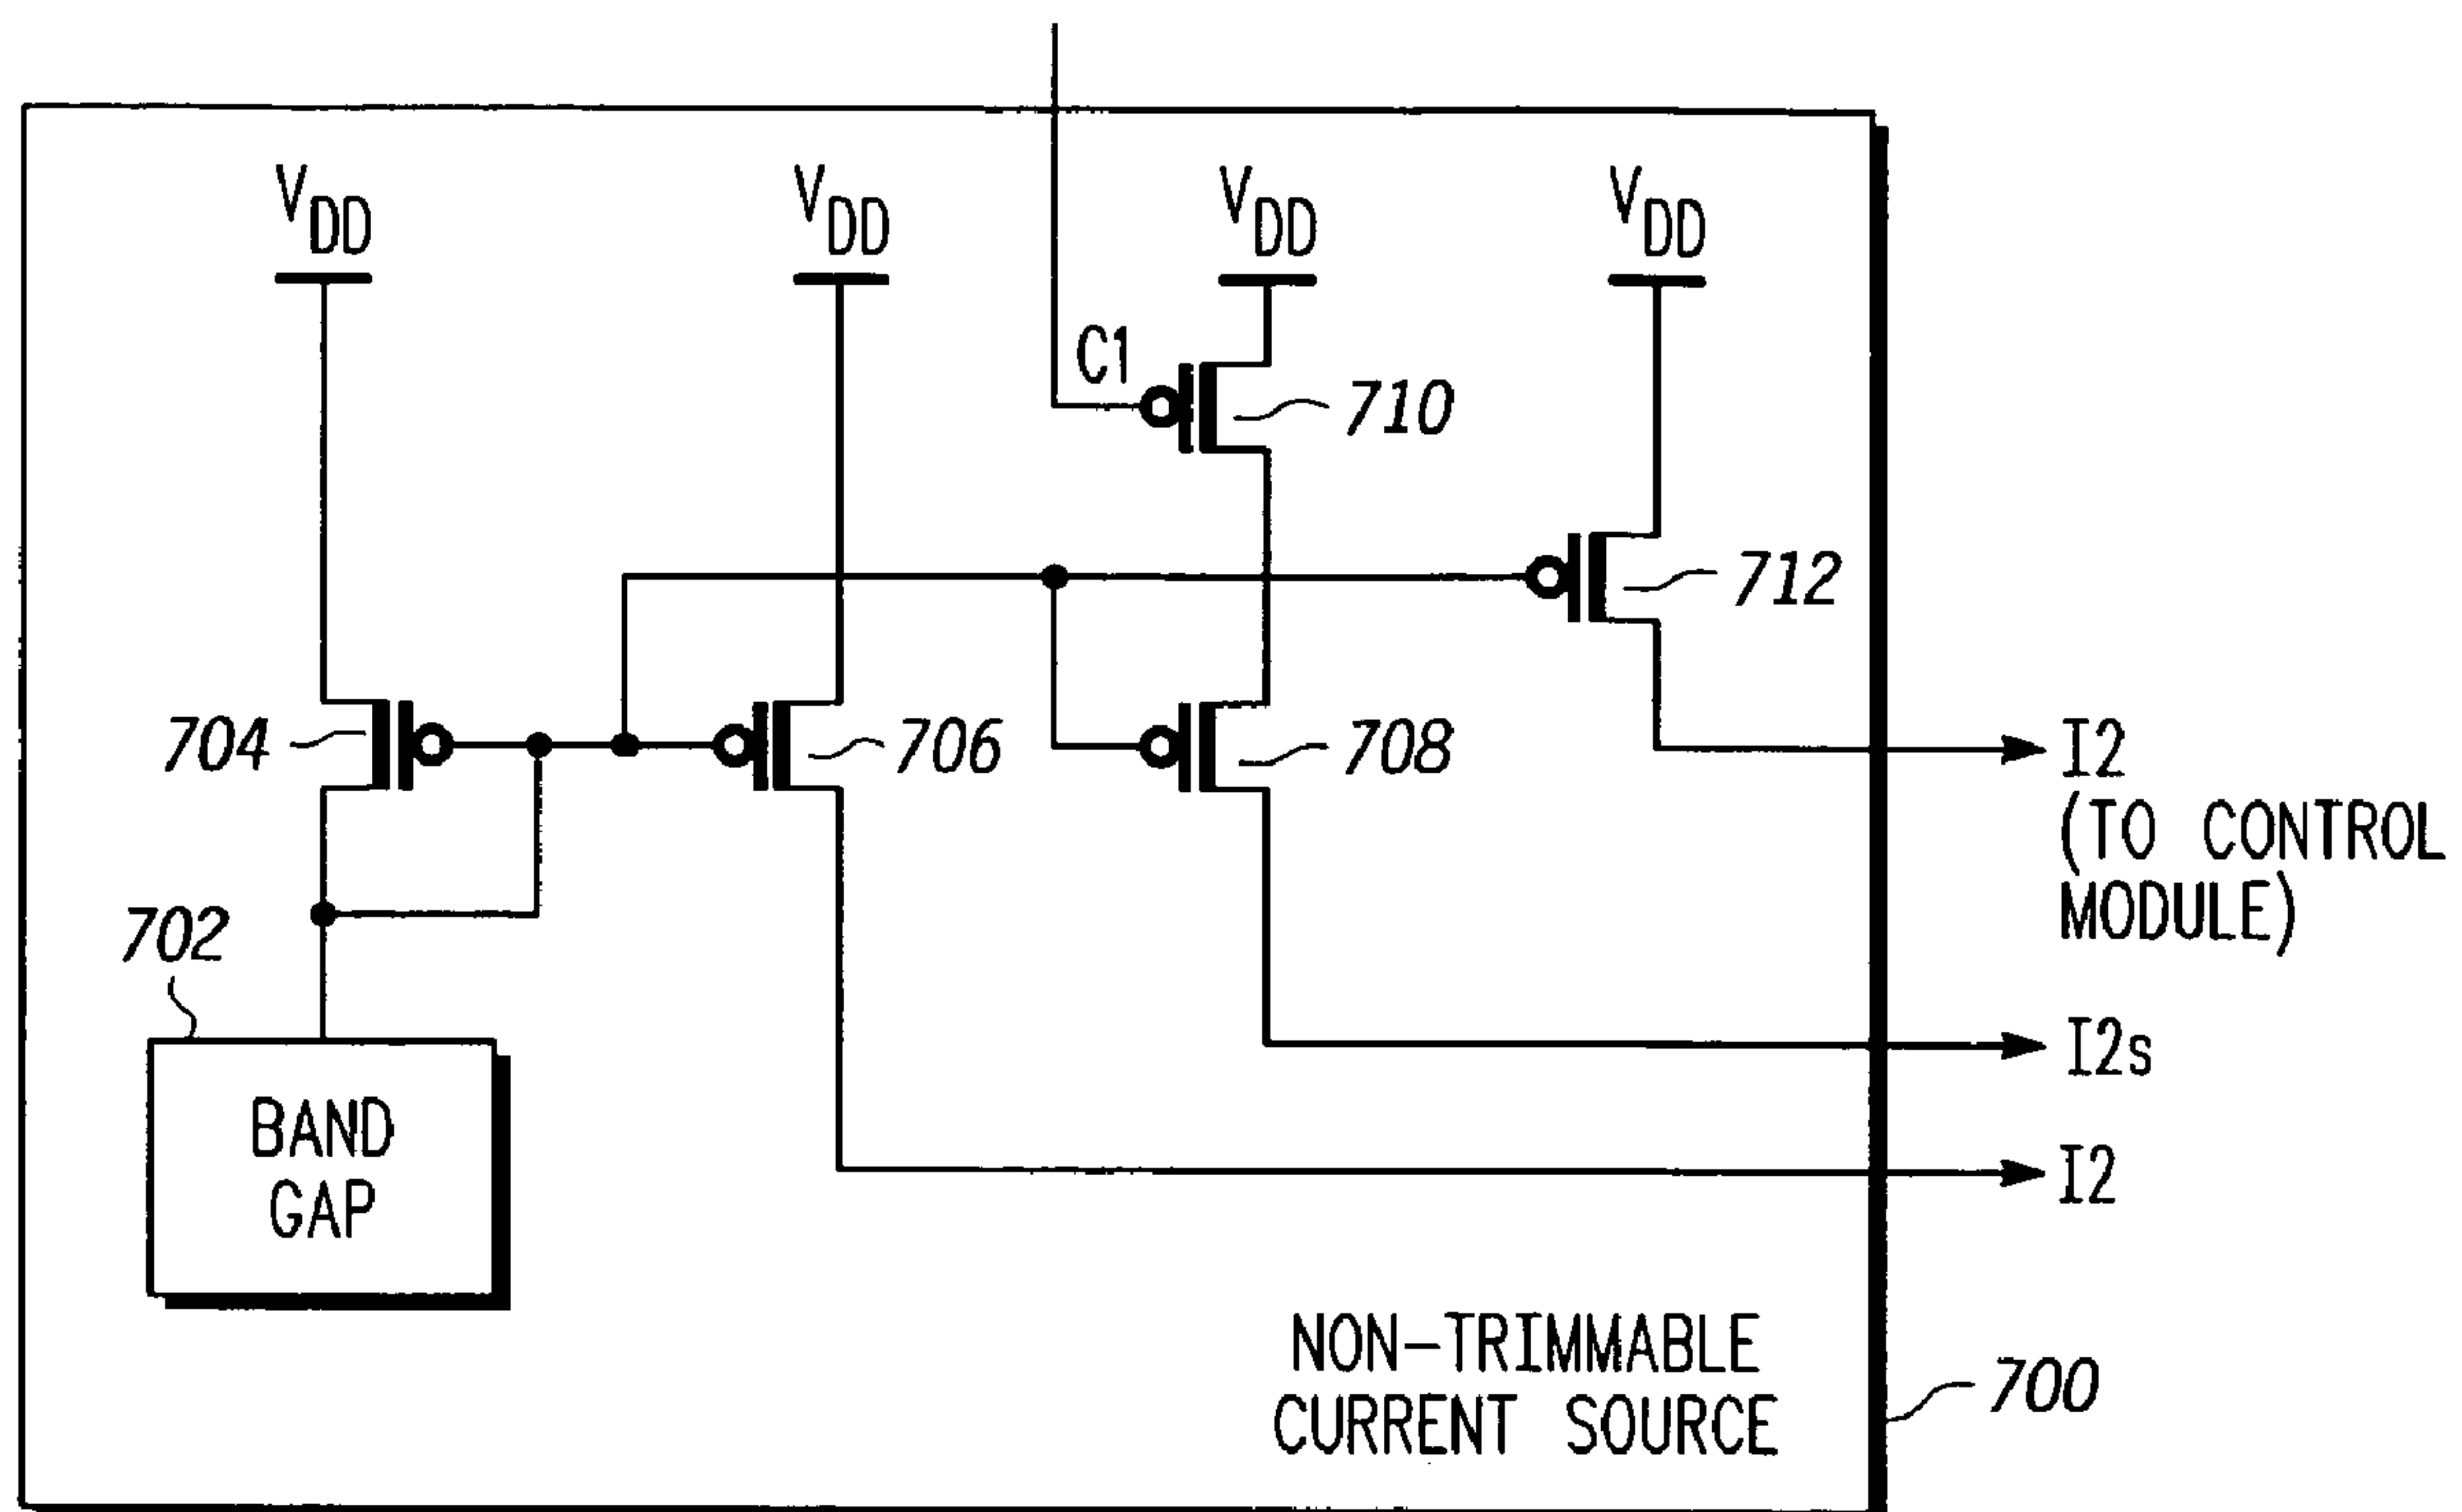 VDD VDD VDD VDD
C1
710
712
704
706
708
I2
(TO CONTROL
MODULE)
702
I2s
BAND
GAP
I2
NON-TRIMMABLE
CURRENT SOURCE
700